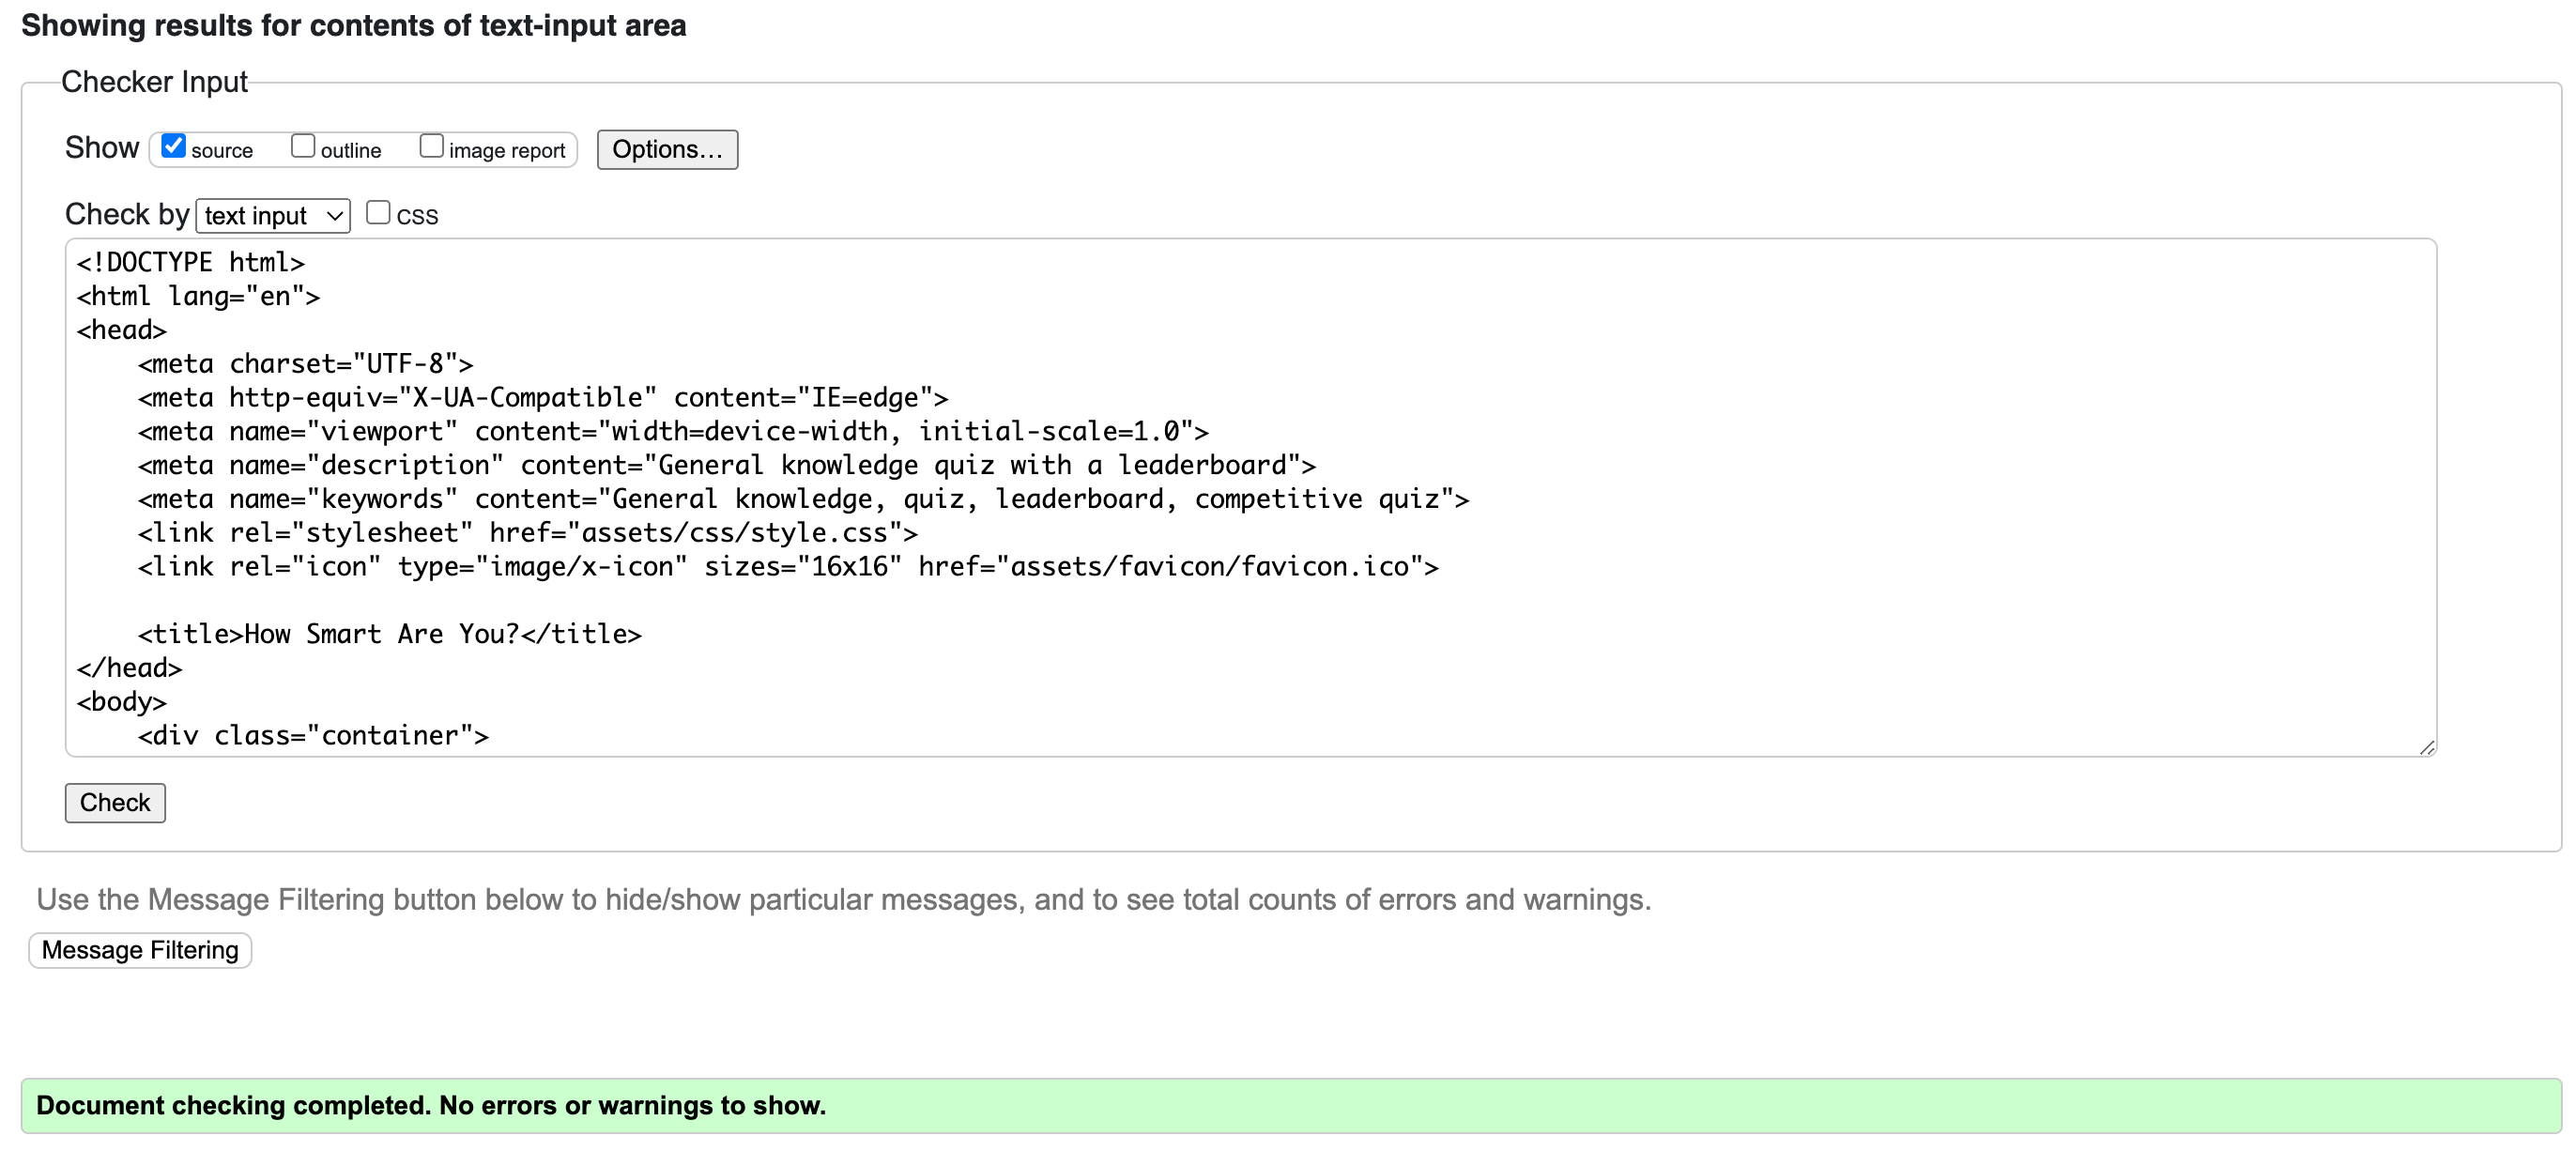 Showing results for contents of text-input area
Checker Input
Show source outline image report Options…
Check by text input CSS
<!DOCTYPE html>
<html lang="en">
<head>
    <meta charset="UTF-8">
    <meta http-equiv="X-UA-Compatible" content="IE=edge">
    <meta name="viewport" content="width=device-width, initial-scale=1.0">
    <meta name="description" content="General knowledge quiz with a leaderboard">
    <meta name="keywords" content="General knowledge, quiz, leaderboard, competitive quiz">
    <link rel="stylesheet" href="assets/css/style.css">
    <link rel="icon" type="image/x-icon" sizes="16x16" href="assets/favicon/favicon.ico">
    <title>How Smart Are You?</title>
</head>
<body>
    <div class="container">
Check
Use the Message Filtering button below to hide/show particular messages, and to see total counts of errors and warnings.
Message Filtering
Document checking completed. No errors or warnings to show.